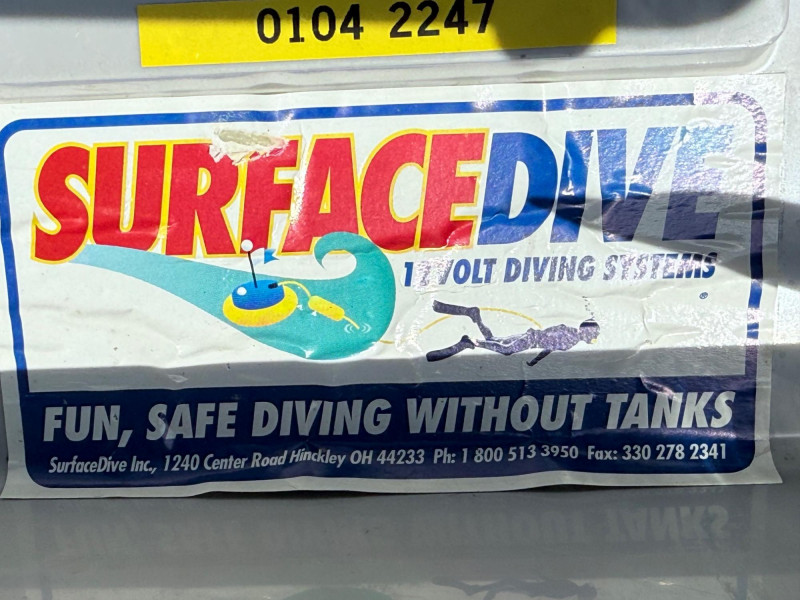 0104 2247
SURFACEDIVE
12 VOLT DIVING SYSTEMS
®
FUN, SAFE DIVING WITHOUT TANKS
SurfaceDive Inc., 1240 Center Road Hinckley OH 44233 Ph: 1 800 513 3950 Fax: 330 278 2341